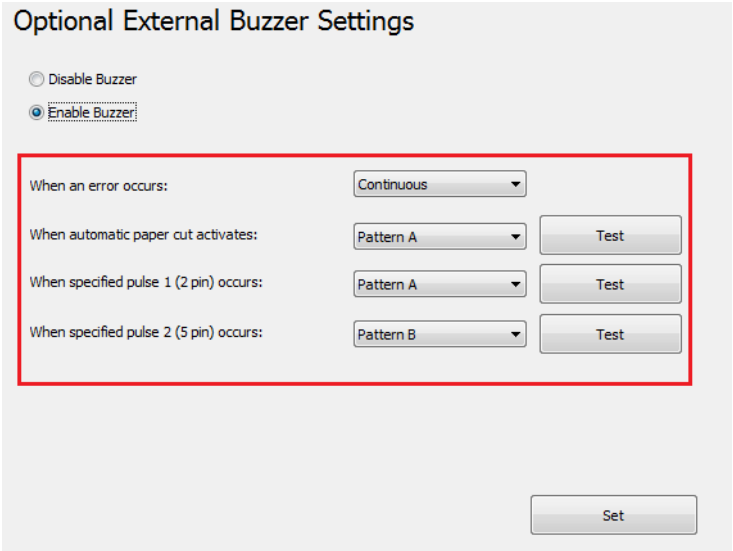 Optional External Buzzer Settings
Disable Buzzer
Enable Buzzer
When an error occurs: Continuous
When automatic paper cut activates: Pattern A Test
When specified pulse 1 (2 pin) occurs: Pattern A Test
When specified pulse 2 (5 pin) occurs: Pattern B Test
Set